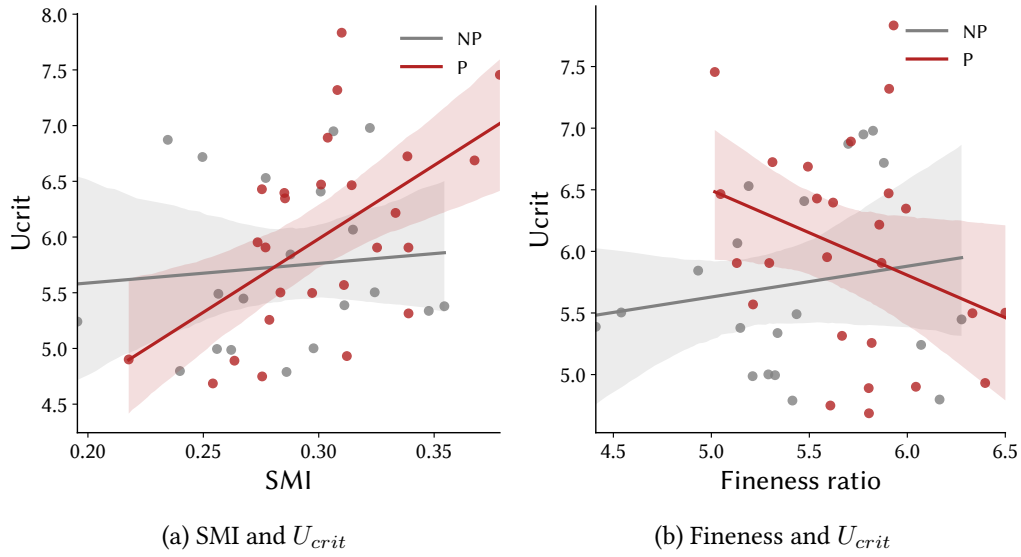 8.0
7.5
7.0
6.5
6.0
5.5
5.0
4.5
Ucrit
0.20 0.25 0.30 0.35
SMI
NP
P
(a) SMI and U_crit
7.5
7.0
6.5
6.0
5.5
5.0
Ucrit
4.5 5.0 5.5 6.0 6.5
Fineness ratio
NP
P
(b) Fineness and U_crit